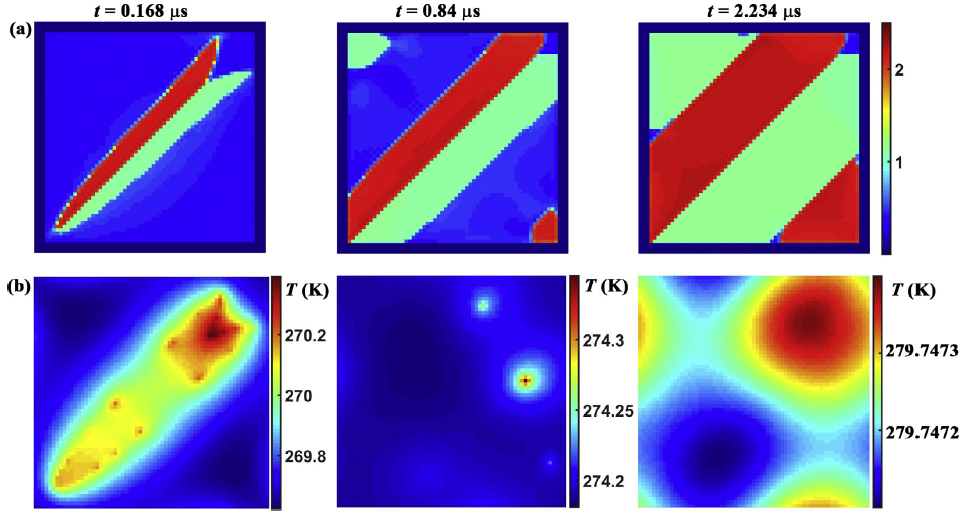 t = 0.168 μs t = 0.84 μs t = 2.234 μs
(a)
2
1
(b)
T (K) T (K) T (K)
270.2 274.3 279.7473
270 274.25
269.8 274.2 279.7472